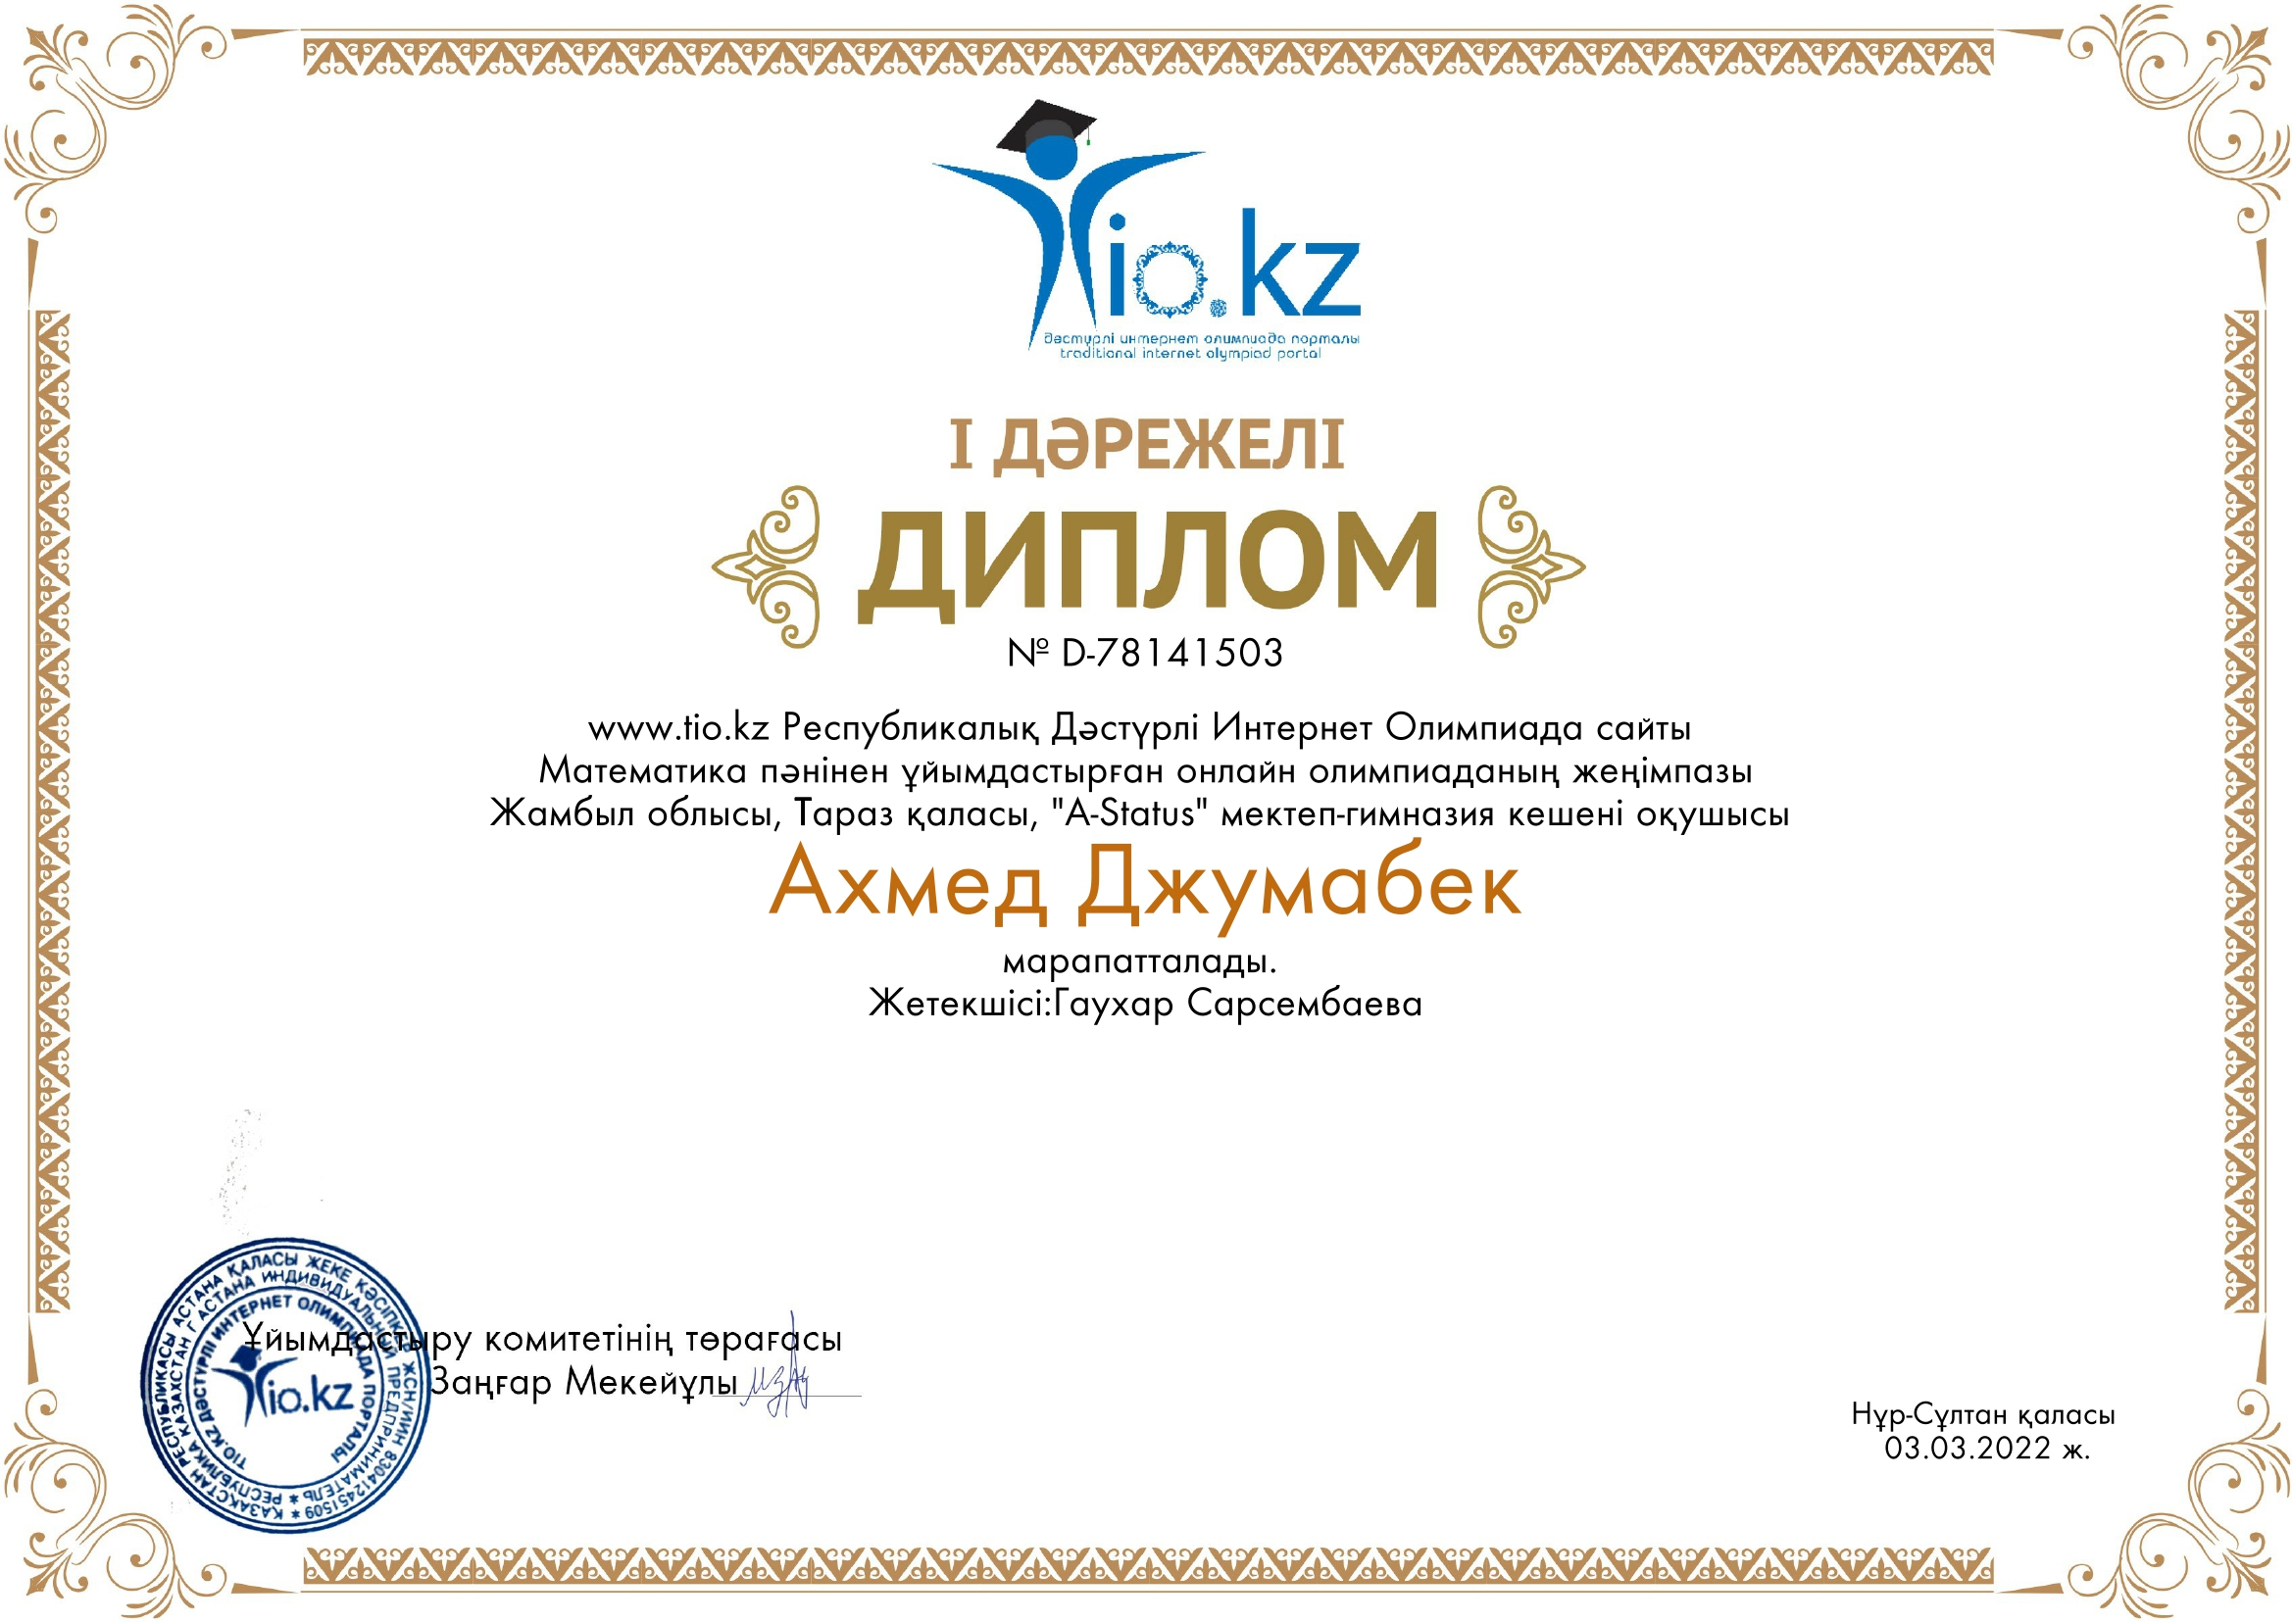 tio.kz
дәстүрлі интернет олимпиада порталы
traditional internet olympiad portal
І ДӘРЕЖЕЛІ
ДИПЛОМ
№ D-78141503
www.tio.kz Республикалық Дәстүрлі Интернет Олимпиада сайты
Математика пәнінен ұйымдастырған онлайн олимпиаданың жеңімпазы
Жамбыл облысы, Тараз қаласы, "A-Status" мектеп-гимназия кешені оқушысы
Ахмед Джумабек
марапатталады.
Жетекшісі:Гаухар Сарсембаева
Ұйымдастыру комитетінің төрағасы
Заңғар Мекейұлы
ҚАЗАҚСТАН РЕСПУБЛИКАСЫ АСТАНА ҚАЛАСЫ ЖЕКЕ КӘСІПКЕР ЖСН/ИИН 830412451509
РЕСПУБЛИКА КАЗАХСТАН Г АСТАНА ИНДИВИДУАЛЬНЫЙ ПРЕДПРИНИМАТЕЛЬ
TIO.KZ ДӘСТҮРЛІ ИНТЕРНЕТ ОЛИМПИАДА ПОРТАЛЫ
tio.kz
Нұр-Сұлтан қаласы
03.03.2022 ж.